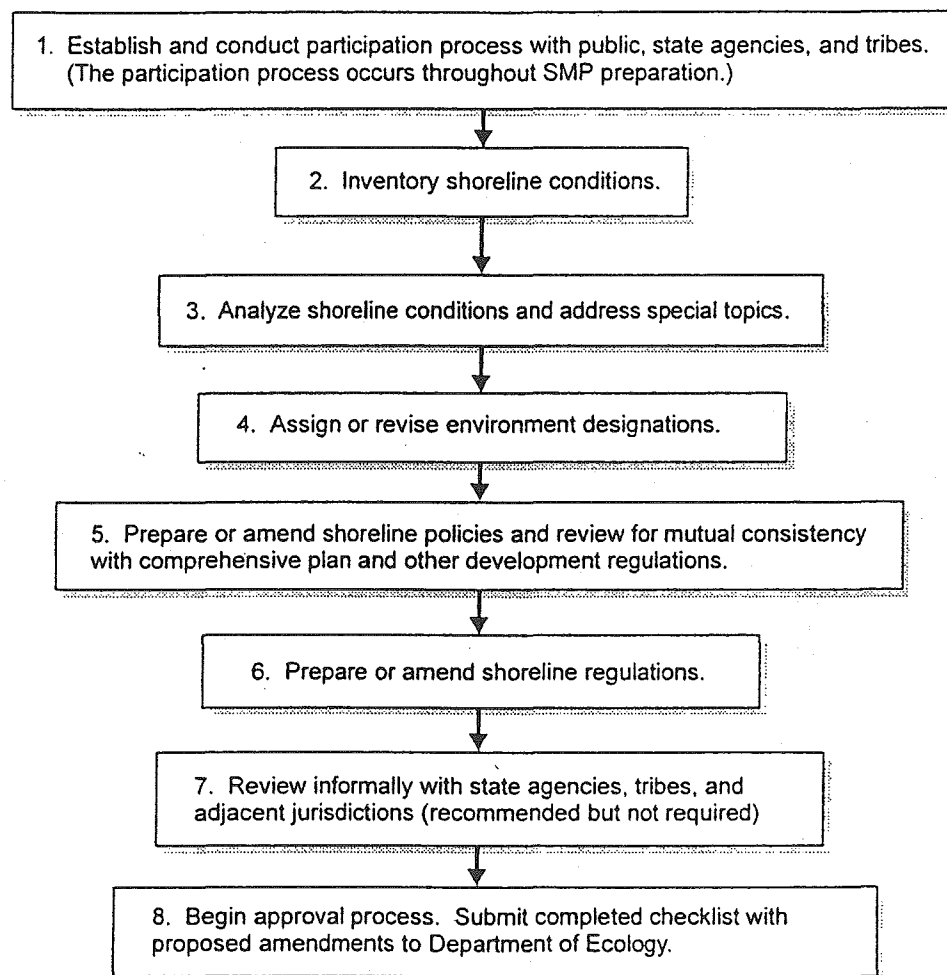 1. Establish and conduct participation process with public, state agencies, and tribes.
(The participation process occurs throughout SMP preparation.)
2. Inventory shoreline conditions.
3. Analyze shoreline conditions and address special topics.
4. Assign or revise environment designations.
5. Prepare or amend shoreline policies and review for mutual consistency
with comprehensive plan and other development regulations.
6. Prepare or amend shoreline regulations.
7. Review informally with state agencies, tribes, and
adjacent jurisdictions (recommended but not required)
8. Begin approval process. Submit completed checklist with
proposed amendments to Department of Ecology.